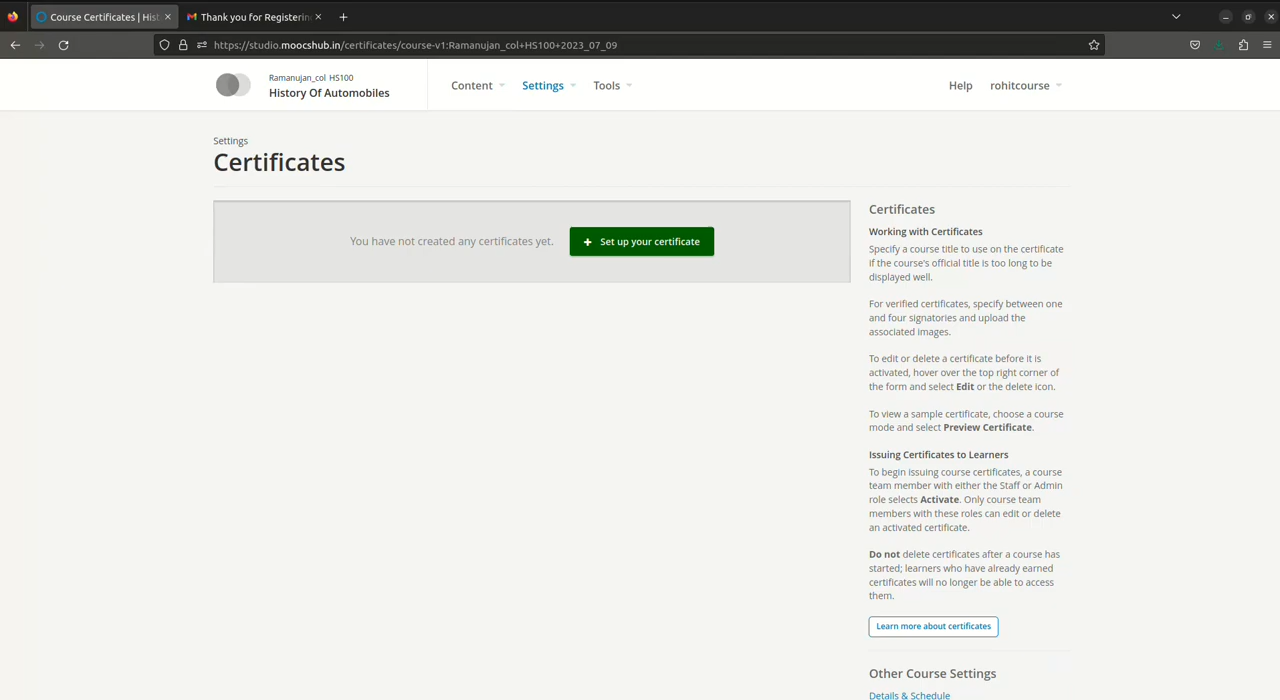 Course Certificates | Hist
Thank you for Registerin
https://studio.moocshub.in/certificates/course-v1:Ramanujan_col+HS100+2023_07_09
Ramanujan_col HS100
History Of Automobiles
Content
Settings
Tools
Help
rohitcourse
Settings
Certificates
You have not created any certificates yet.
+ Set up your certificate
Certificates
Working with Certificates
Specify a course title to use on the certificate
if the course's official title is too long to be
displayed well.
For verified certificates, specify between one
and four signatories and upload the
associated images.
To edit or delete a certificate before it is
activated, hover over the top right corner of
the form and select Edit or the delete icon.
To view a sample certificate, choose a course
mode and select Preview Certificate.
Issuing Certificates to Learners
To begin issuing course certificates, a course
team member with either the Staff or Admin
role selects Activate. Only course team
members with these roles can edit or delete
an activated certificate.
Do not delete certificates after a course has
started; learners who have already earned
certificates will no longer be able to access
them.
Learn more about certificates
Other Course Settings
Details & Schedule